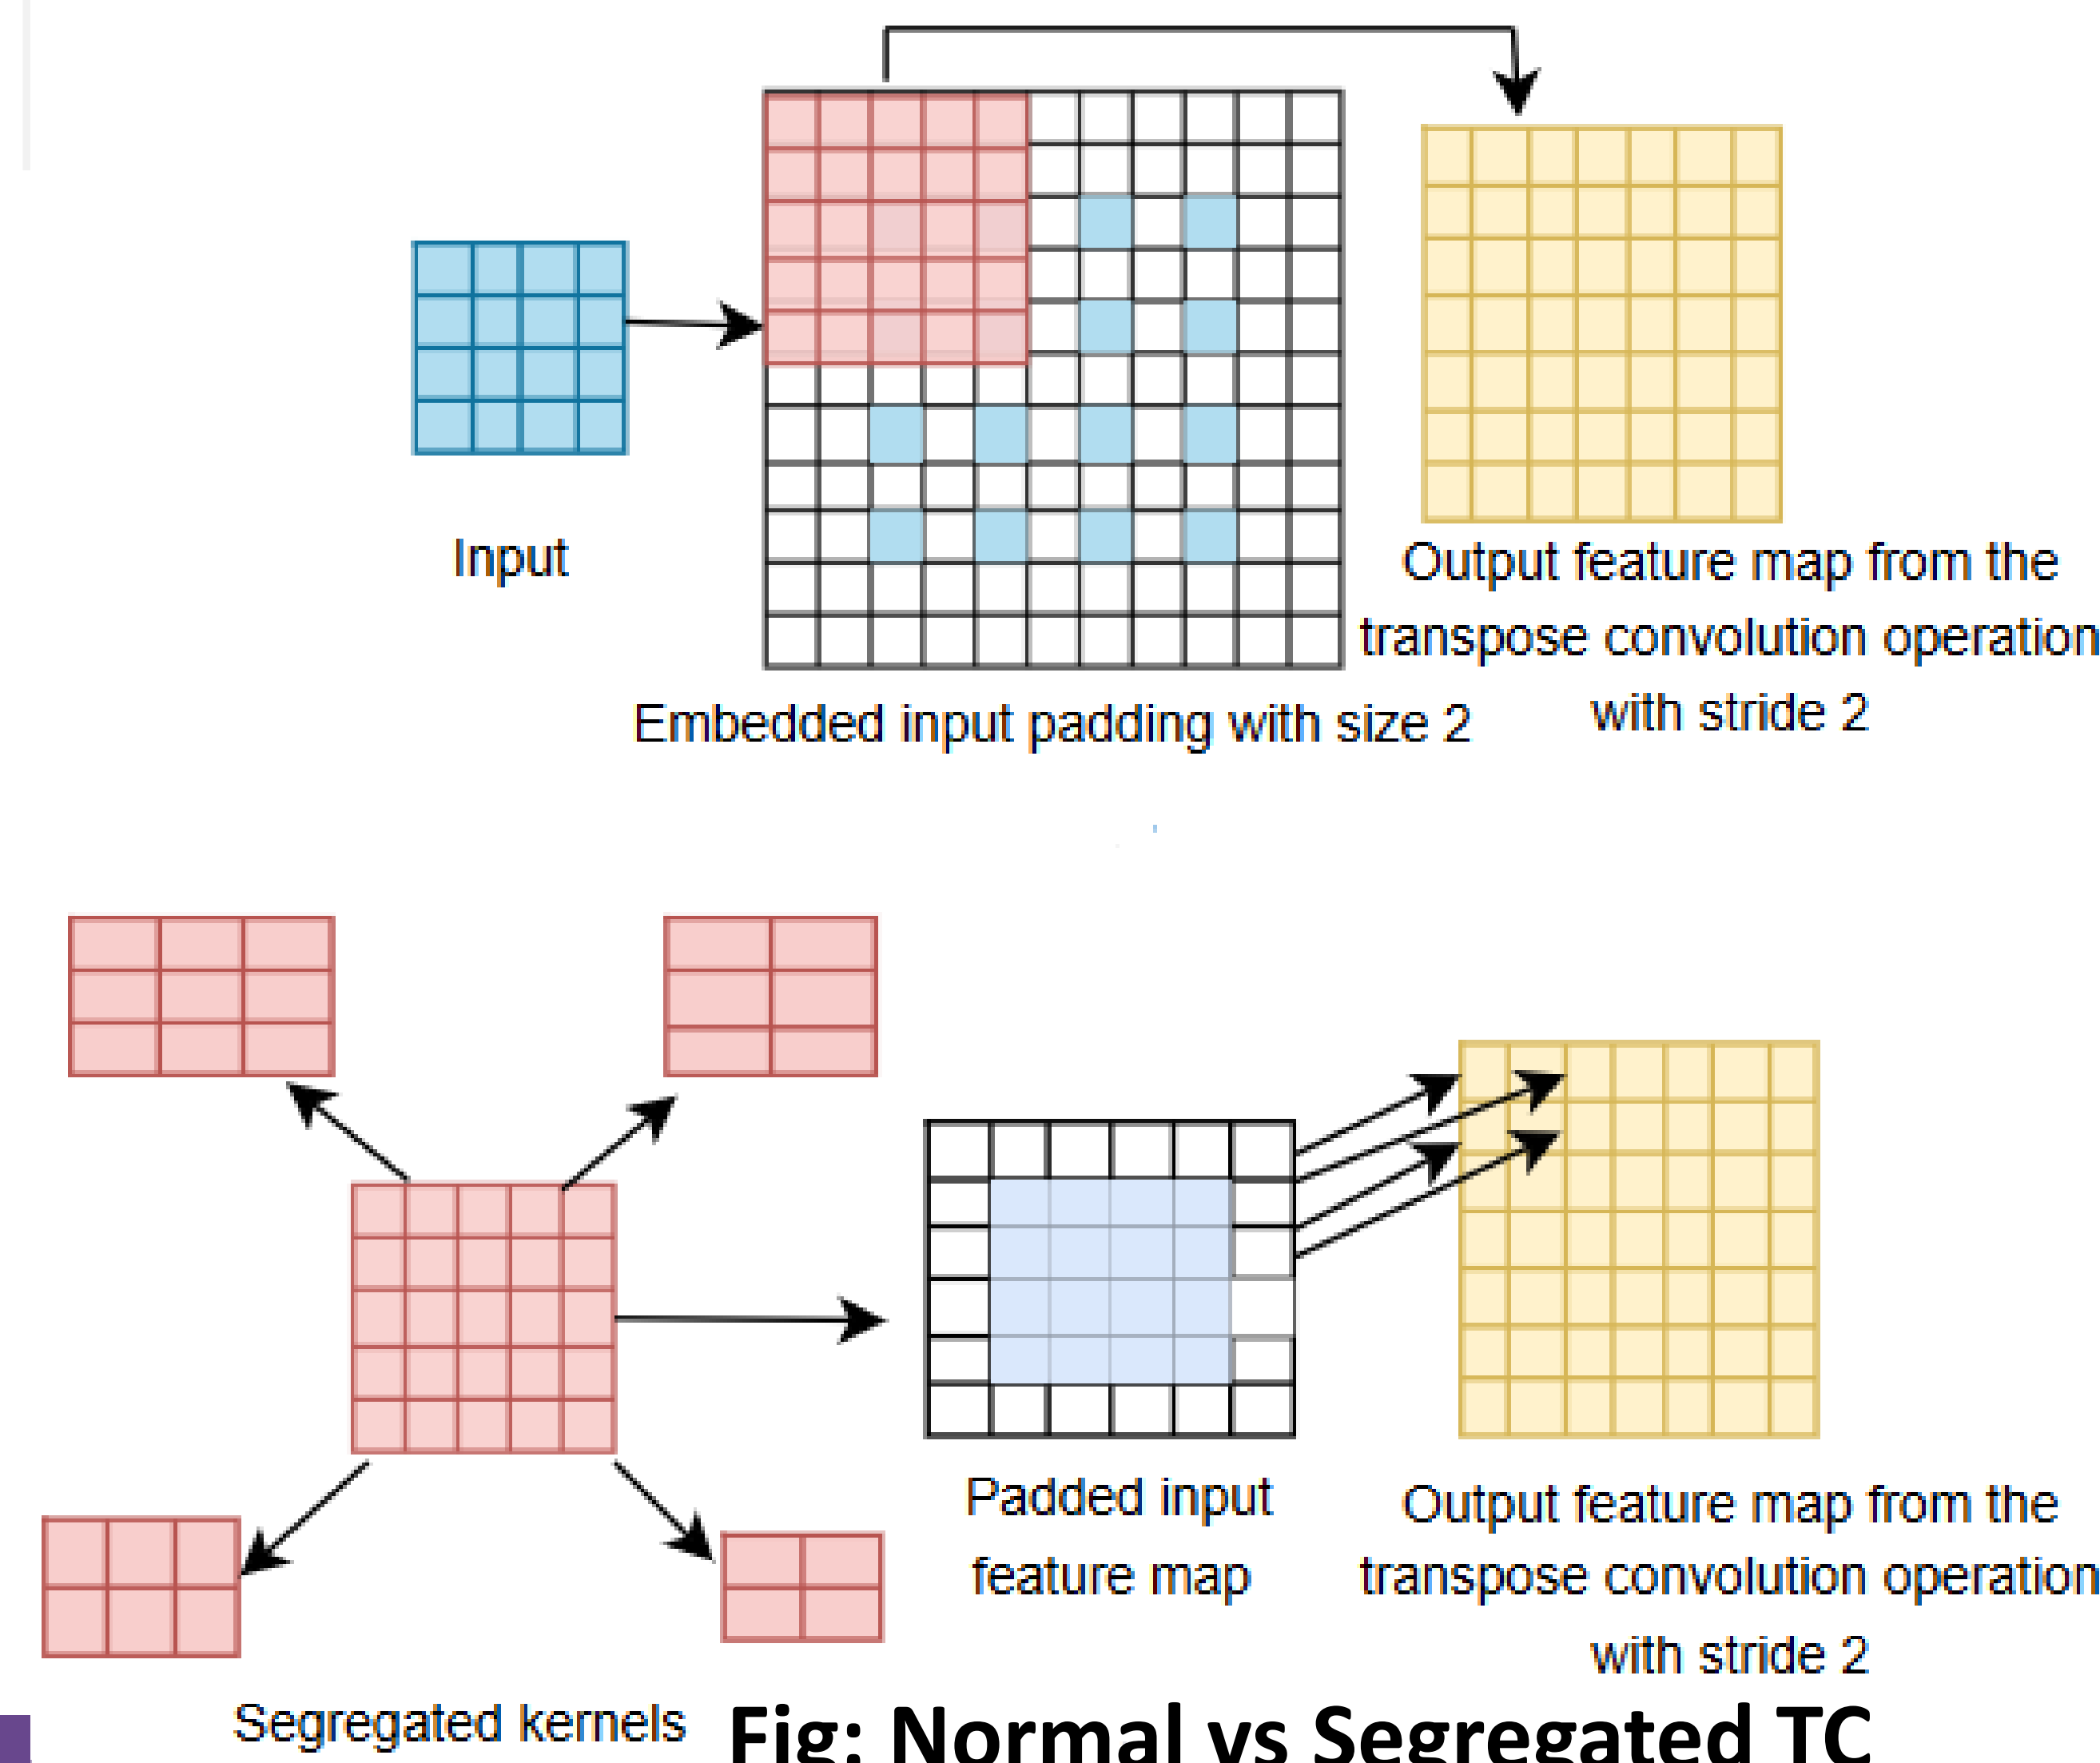 Input
Embedded input padding with size 2
Output feature map from the
transpose convolution operation
with stride 2
Segregated kernels
Padded input
feature map
Output feature map from the
transpose convolution operation
with stride 2
Fig: Normal vs Segregated TC